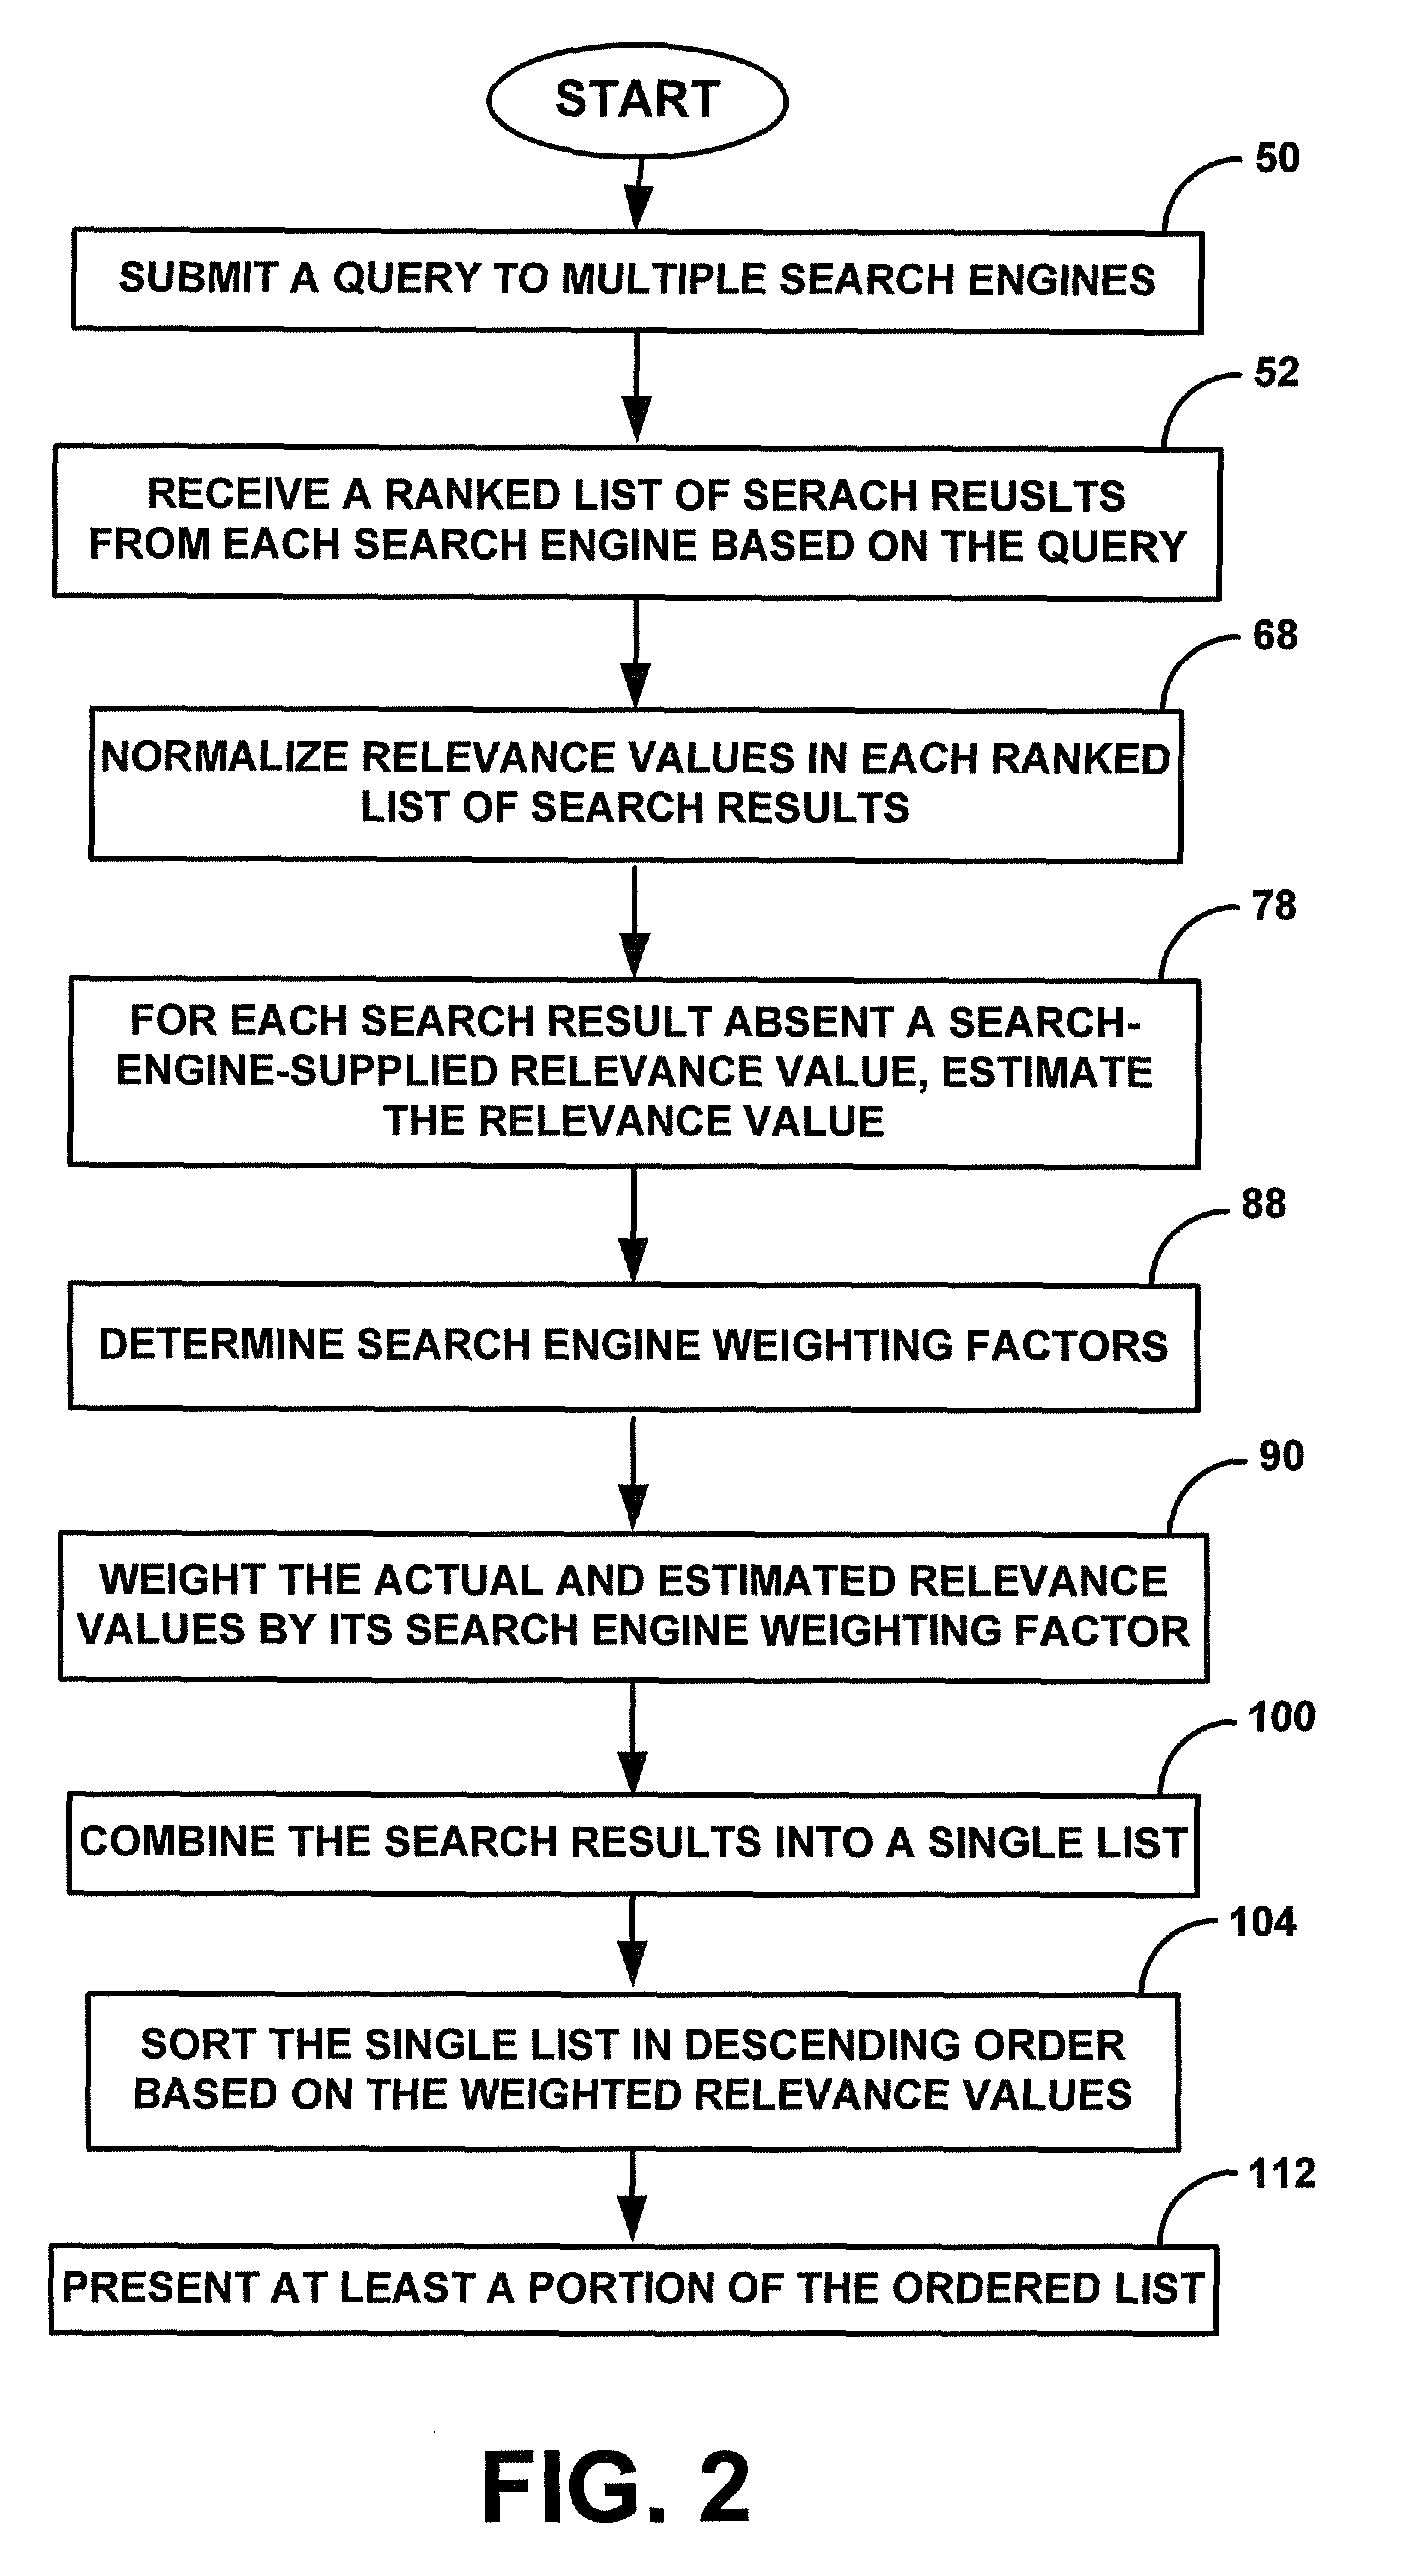 START
50
SUBMIT A QUERY TO MULTIPLE SEARCH ENGINES
52
RECEIVE A RANKED LIST OF SERACH REUSLTS
FROM EACH SEARCH ENGINE BASED ON THE QUERY
68
NORMALIZE RELEVANCE VALUES IN EACH RANKED
LIST OF SEARCH RESULTS
78
FOR EACH SEARCH RESULT ABSENT A SEARCH-
ENGINE-SUPPLIED RELEVANCE VALUE, ESTIMATE
THE RELEVANCE VALUE
88
DETERMINE SEARCH ENGINE WEIGHTING FACTORS
90
WEIGHT THE ACTUAL AND ESTIMATED RELEVANCE
VALUES BY ITS SEARCH ENGINE WEIGHTING FACTOR
100
COMBINE THE SEARCH RESULTS INTO A SINGLE LIST
104
SORT THE SINGLE LIST IN DESCENDING ORDER
BASED ON THE WEIGHTED RELEVANCE VALUES
112
PRESENT AT LEAST A PORTION OF THE ORDERED LIST
FIG. 2